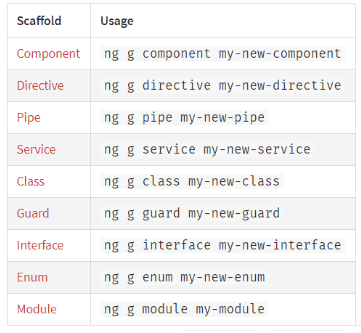 Scaffold Usage
Component ng g component my-new-component
Directive ng g directive my-new-directive
Pipe ng g pipe my-new-pipe
Service ng g service my-new-service
Class ng g class my-new-class
Guard ng g guard my-new-guard
Interface ng g interface my-new-interface
Enum ng g enum my-new-enum
Module ng g module my-module